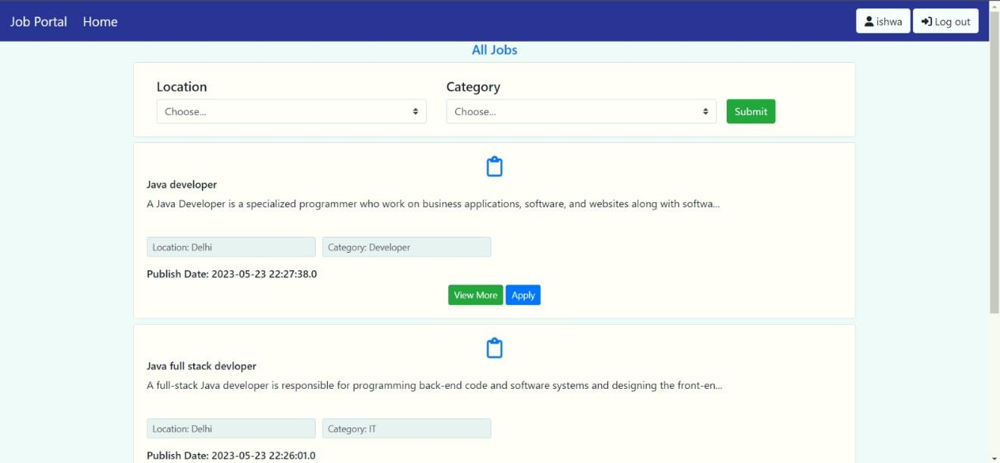 Job Portal Home ishwa Log out
All Jobs
Location Category
Choose... Choose... Submit
Java developer
A Java Developer is a specialized programmer who work on business applications, software, and websites along with softwa...
Location: Delhi Category: Developer
Publish Date: 2023-05-23 22:27:38.0
View More Apply
Java full stack devloper
A full-stack Java developer is responsible for programming back-end code and software systems and designing the front-en...
Location: Delhi Category: IT
Publish Date: 2023-05-23 22:26:01.0